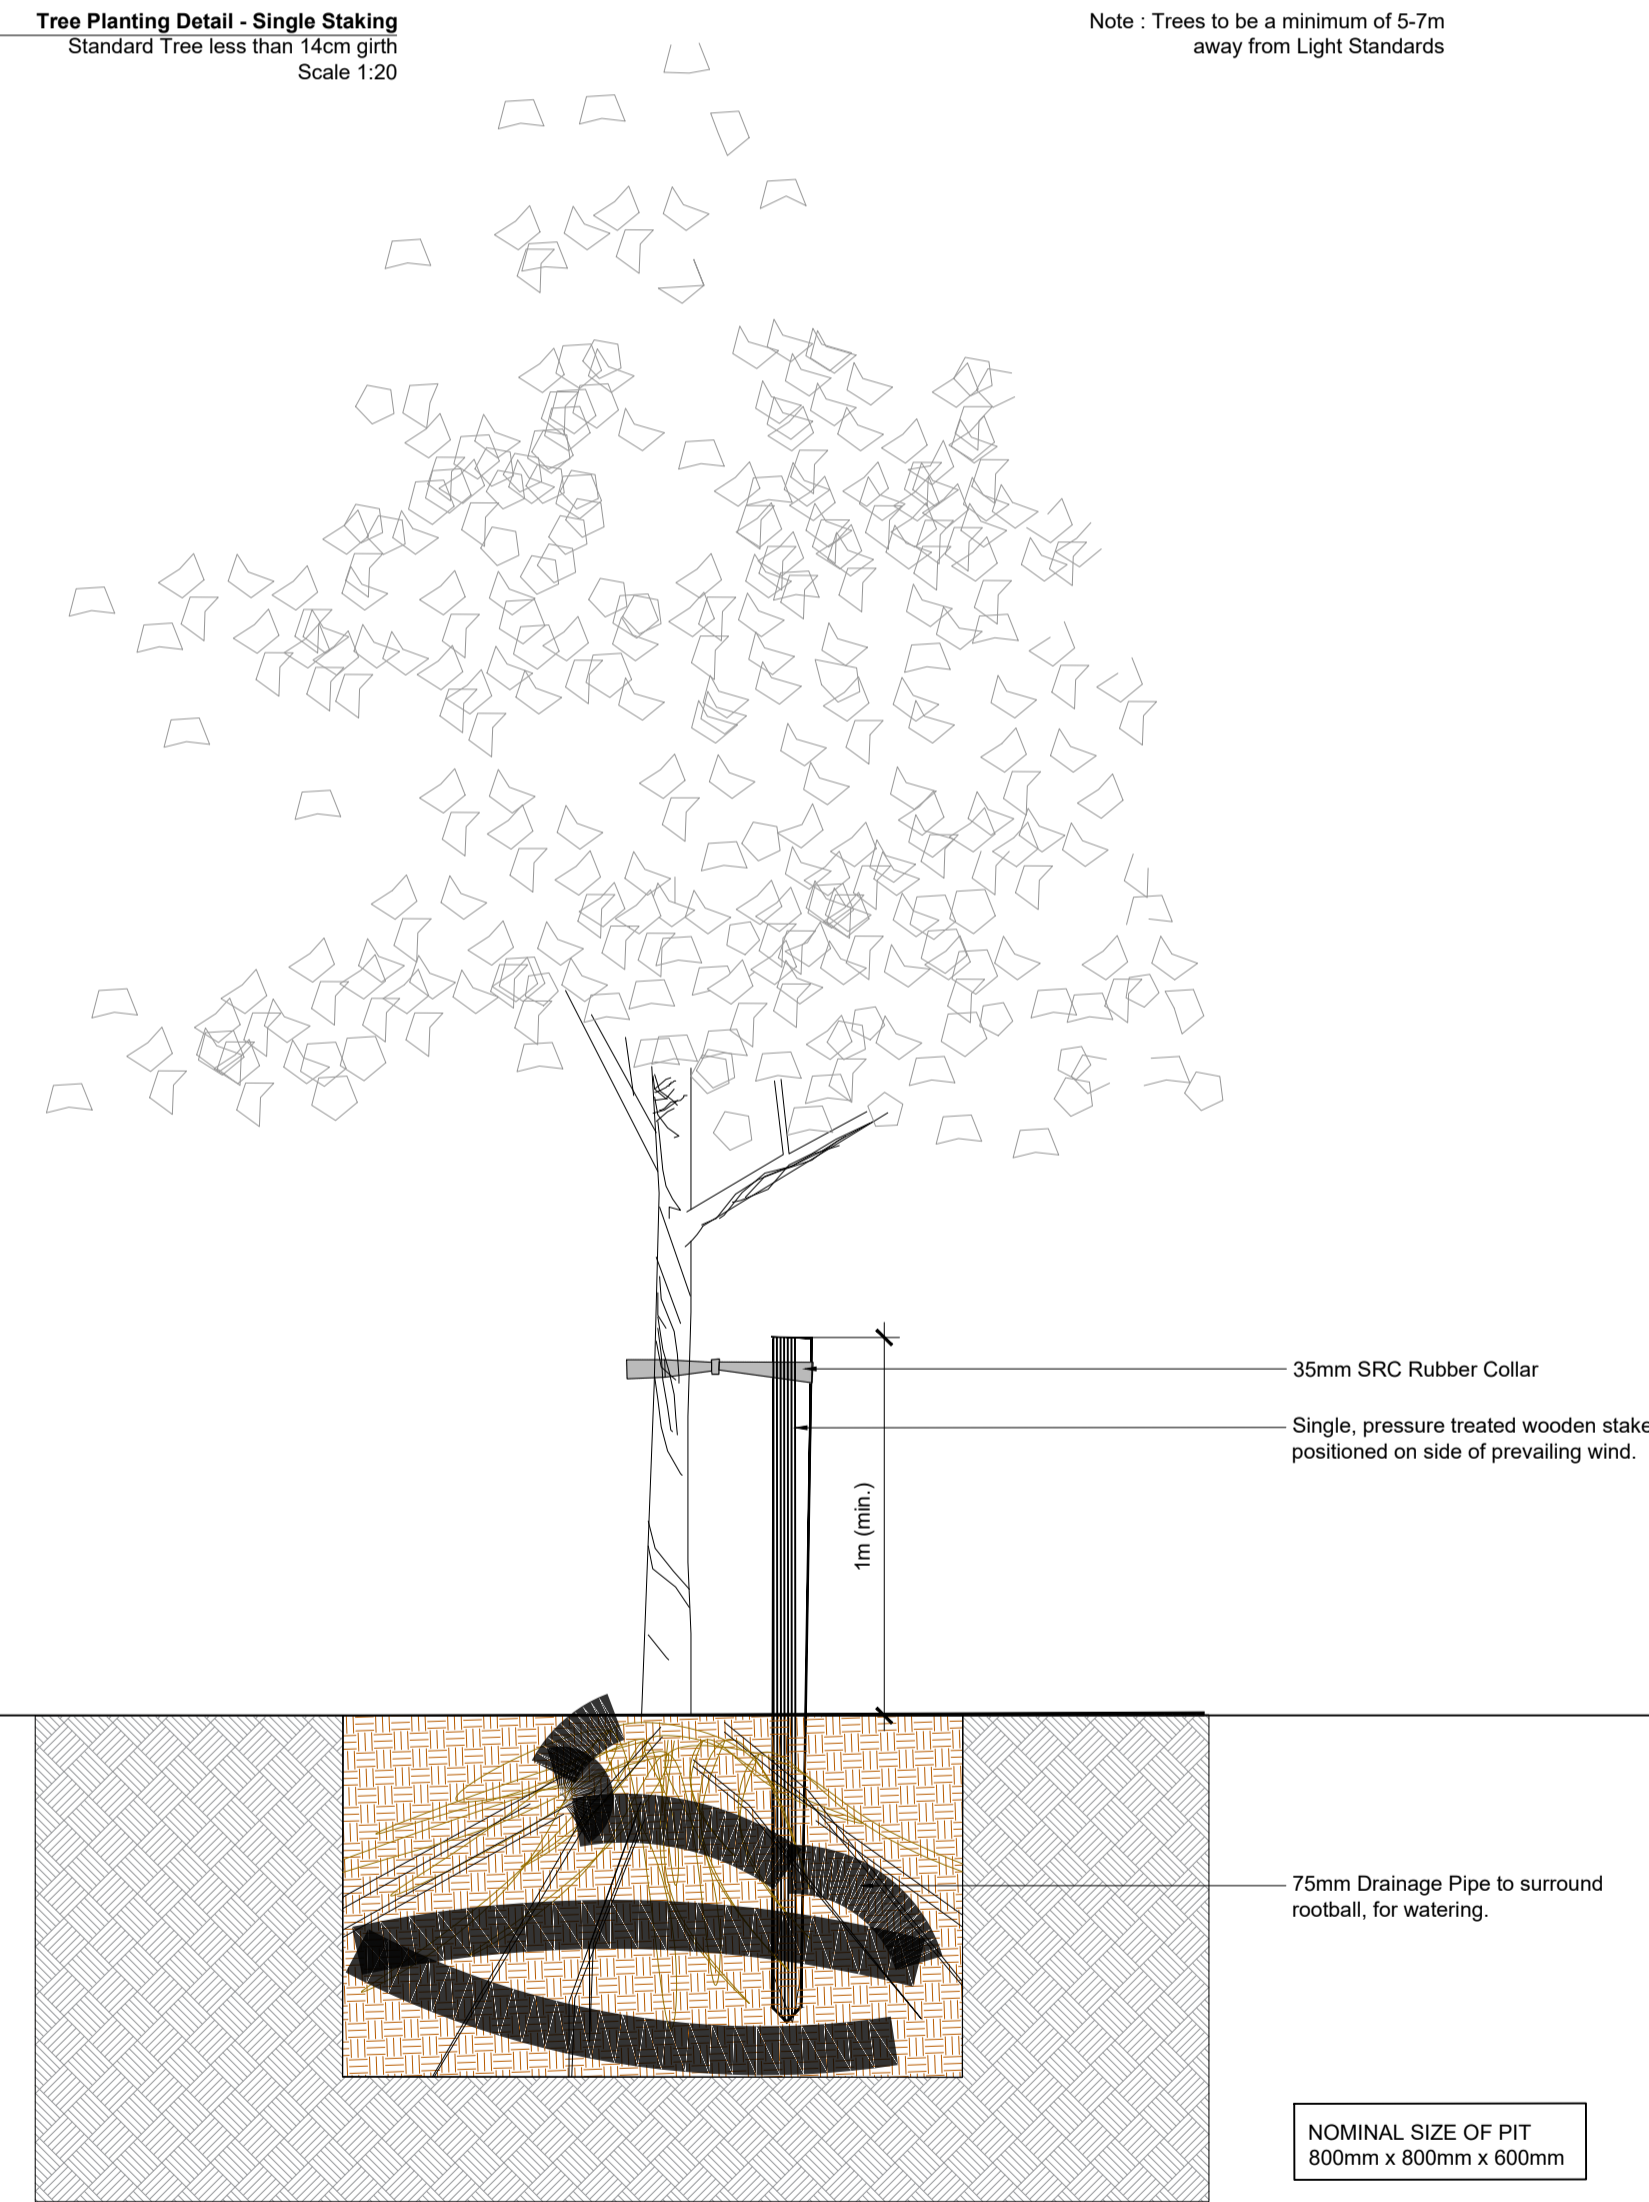 Tree Planting Detail - Single Staking
Standard Tree less than 14cm girth
Scale 1:20
Note : Trees to be a minimum of 5-7m
away from Light Standards
35mm SRC Rubber Collar
Single, pressure treated wooden stake
positioned on side of prevailing wind.
1m (min.)
75mm Drainage Pipe to surround
rootball, for watering.
NOMINAL SIZE OF PIT
800mm x 800mm x 600mm